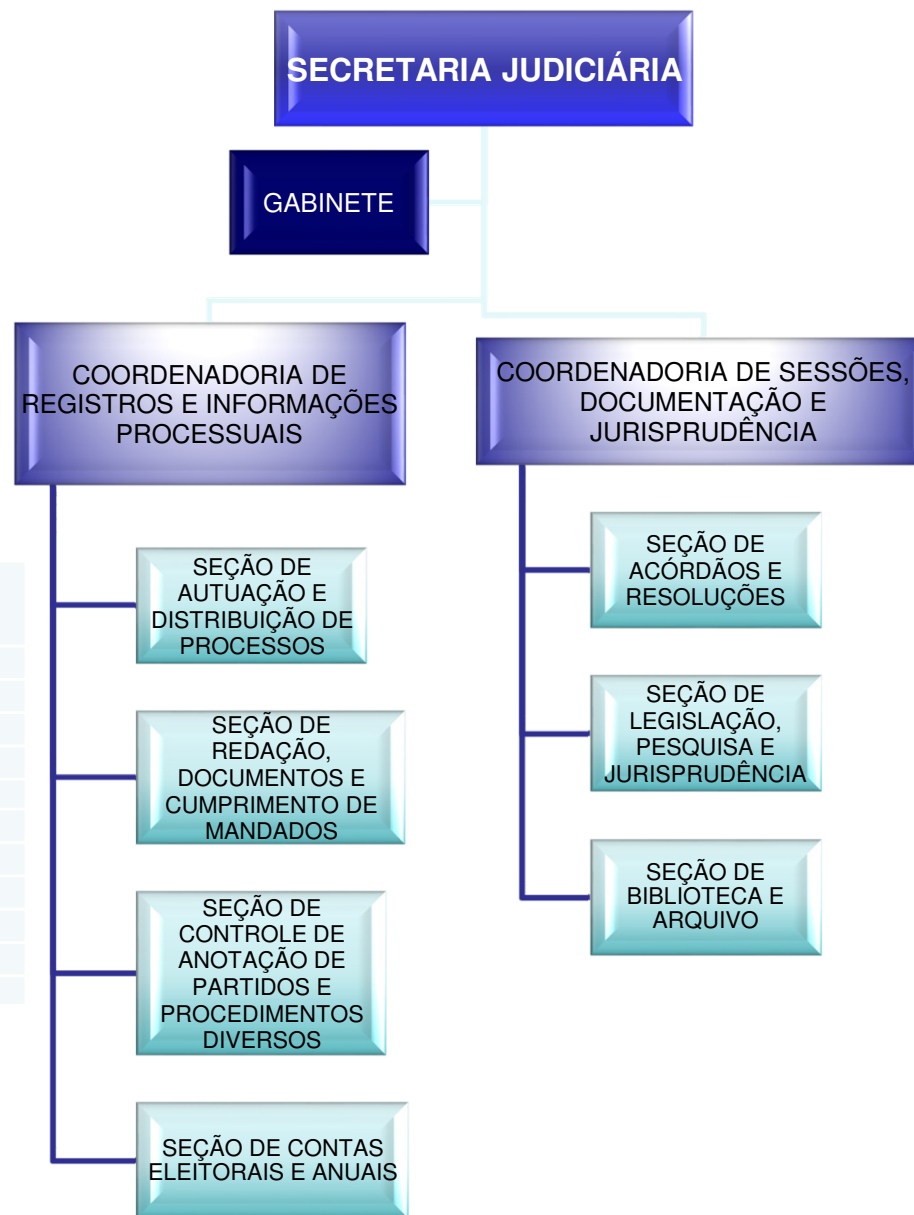 SECRETARIA JUDICIÁRIA
GABINETE
COORDENADORIA DE
REGISTROS E INFORMAÇÕES
PROCESSUAIS
SEÇÃO DE
AUTUAÇÃO E
DISTRIBUIÇÃO DE
PROCESSOS
SEÇÃO DE
REDAÇÃO,
DOCUMENTOS E
CUMPRIMENTO DE
MANDADOS
SEÇÃO DE
CONTROLE DE
ANOTAÇÃO DE
PARTIDOS E
PROCEDIMENTOS
DIVERSOS
SEÇÃO DE CONTAS
ELEITORAIS E ANUAIS
COORDENADORIA DE SESSÕES,
DOCUMENTAÇÃO E
JURISPRUDÊNCIA
SEÇÃO DE
ACÓRDÃOS E
RESOLUÇÕES
SEÇÃO DE
LEGISLAÇÃO,
PESQUISA E
JURISPRUDÊNCIA
SEÇÃO DE
BIBLIOTECA E
ARQUIVO